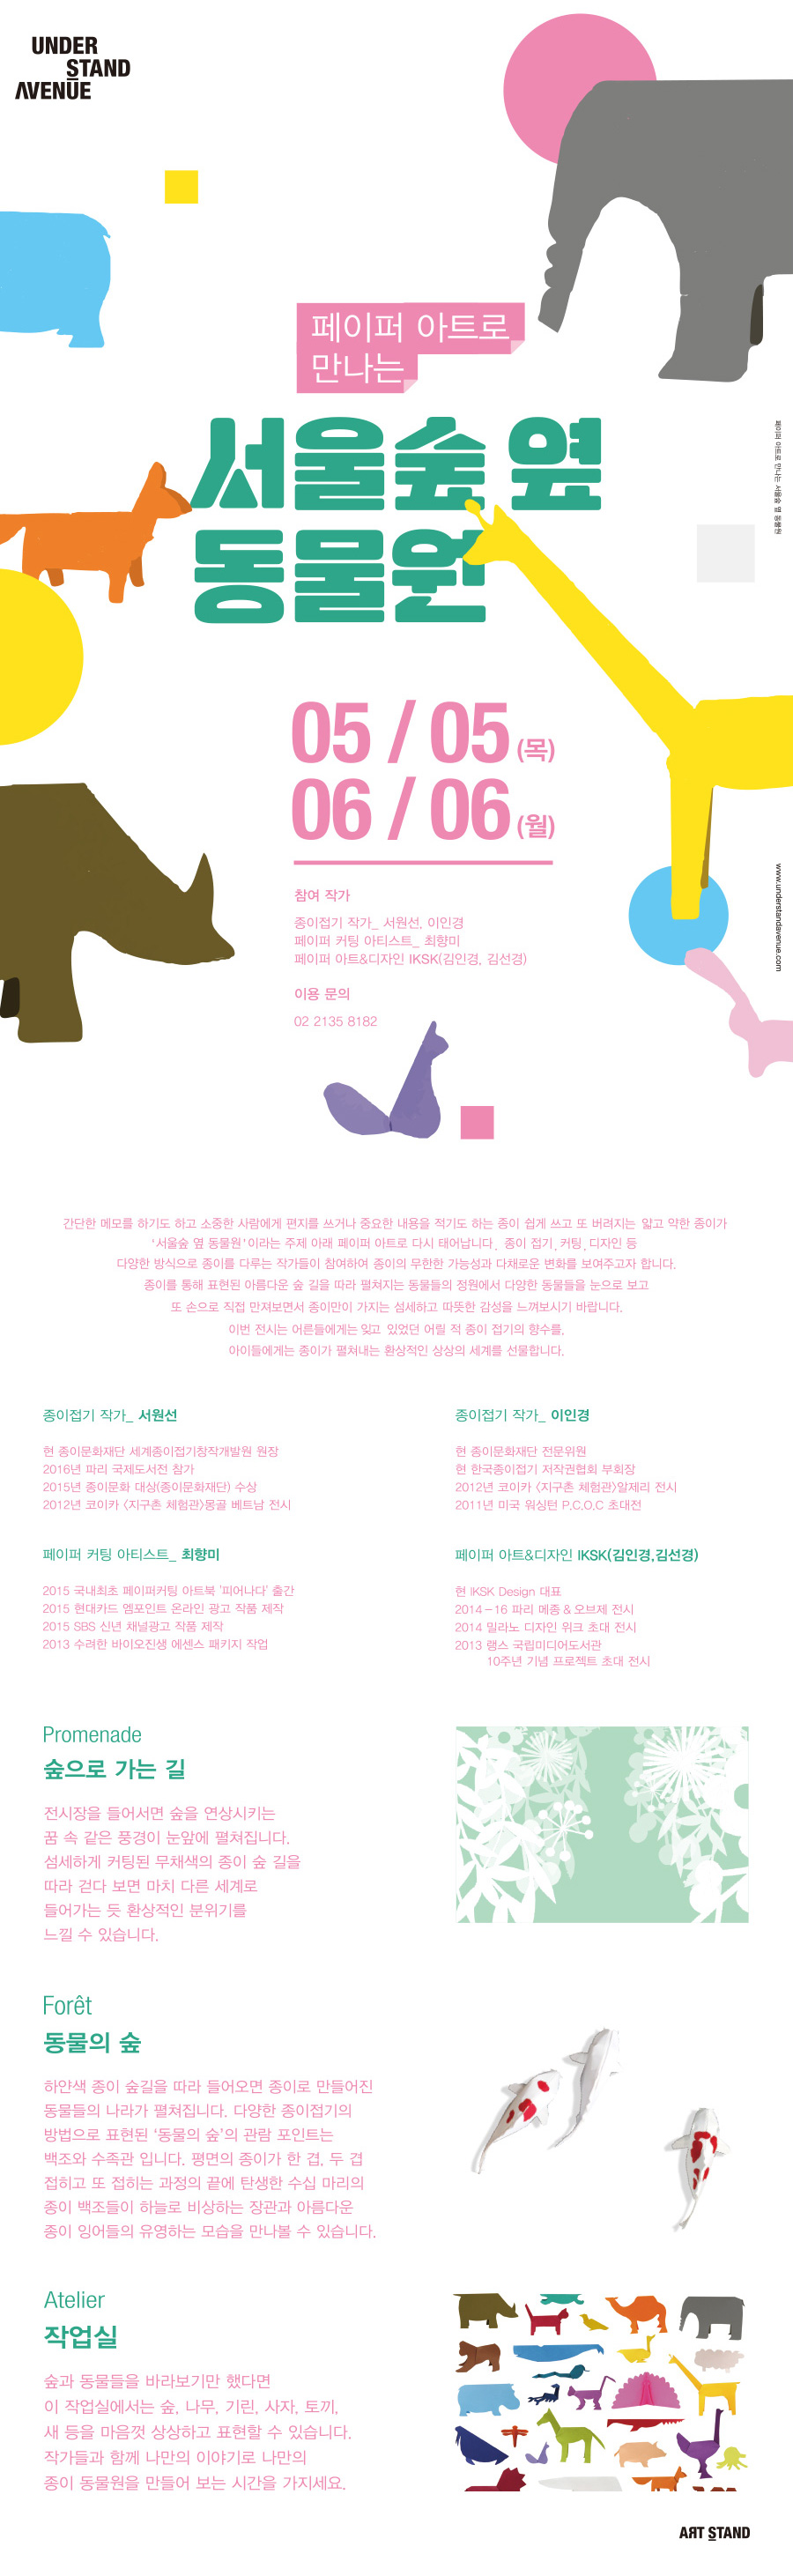 UNDER
STAND
AVENUE
페이퍼 아트로
만나는
서울숲 옆
동물원
페이퍼 아트로 만나는 서울숲 옆 동물원
05 / 05 (목)
06 / 06 (월)
www.understandavenue.com
참여 작가
종이접기 작가_ 서원선, 이인경
페이퍼 커팅 아티스트_ 최향미
페이퍼 아트&디자인 IKSK(김인경, 김선경)
이용 문의
02 2135 8182
간단한 메모를 하기도 하고 소중한 사람에게 편지를 쓰거나 중요한 내용을 적기도 하는 종이 쉽게 쓰고 또 버려지는 얇고 약한 종이가
'서울숲 옆 동물원'이라는 주제 아래 페이퍼 아트로 다시 태어납니다. 종이 접기, 커팅, 디자인 등
다양한 방식으로 종이를 다루는 작가들이 참여하여 종이의 무한한 가능성과 다채로운 변화를 보여주고자 합니다.
종이를 통해 표현된 아름다운 숲 길을 따라 펼쳐지는 동물들의 정원에서 다양한 동물들을 눈으로 보고
또 손으로 직접 만져보면서 종이만이 가지는 섬세하고 따뜻한 감성을 느껴보시기 바랍니다.
이번 전시는 어른들에게는 잊고 있었던 어릴 적 종이 접기의 향수를,
아이들에게는 종이가 펼쳐내는 환상적인 상상의 세계를 선물합니다.
종이접기 작가_ 서원선
현 종이문화재단 세계종이접기창작개발원 원장
2016년 파리 국제도서전 참가
2015년 종이문화 대상(종이문화재단) 수상
2012년 코이카 <지구촌 체험관>몽골 베트남 전시
종이접기 작가_ 이인경
현 종이문화재단 전문위원
현 한국종이접기 저작권협회 부회장
2012년 코이카 <지구촌 체험관>알제리 전시
2011년 미국 워싱턴 P.C.O.C 초대전
페이퍼 커팅 아티스트_ 최향미
2015 국내최초 페이퍼커팅 아트북 '피어나다' 출간
2015 현대카드 엠포인트 온라인 광고 작품 제작
2015 SBS 신년 채널광고 작품 제작
2013 수려한 바이오진생 에센스 패키지 작업
페이퍼 아트&디자인 IKSK(김인경,김선경)
현 IKSK Design 대표
2014-16 파리 메종 & 오브제 전시
2014 밀라노 디자인 위크 초대 전시
2013 랭스 국립미디어도서관
10주년 기념 프로젝트 초대 전시
Promenade
숲으로 가는 길
전시장을 들어서면 숲을 연상시키는
꿈 속 같은 풍경이 눈앞에 펼쳐집니다.
섬세하게 커팅된 무채색의 종이 숲 길을
따라 걷다 보면 마치 다른 세계로
들어가는 듯 환상적인 분위기를
느낄 수 있습니다.
Forêt
동물의 숲
하얀색 종이 숲길을 따라 들어오면 종이로 만들어진
동물들의 나라가 펼쳐집니다. 다양한 종이접기의
방법으로 표현된 '동물의 숲'의 관람 포인트는
백조와 수족관 입니다. 평면의 종이가 한 겹, 두 겹
접히고 또 접히는 과정의 끝에 탄생한 수십 마리의
종이 백조들이 하늘로 비상하는 장관과 아름다운
종이 잉어들의 유영하는 모습을 만나볼 수 있습니다.
Atelier
작업실
숲과 동물들을 바라보기만 했다면
이 작업실에서는 숲, 나무, 기린, 사자, 토끼,
새 등을 마음껏 상상하고 표현할 수 있습니다.
작가들과 함께 나만의 이야기로 나만의
종이 동물원을 만들어 보는 시간을 가지세요.
ART STAND